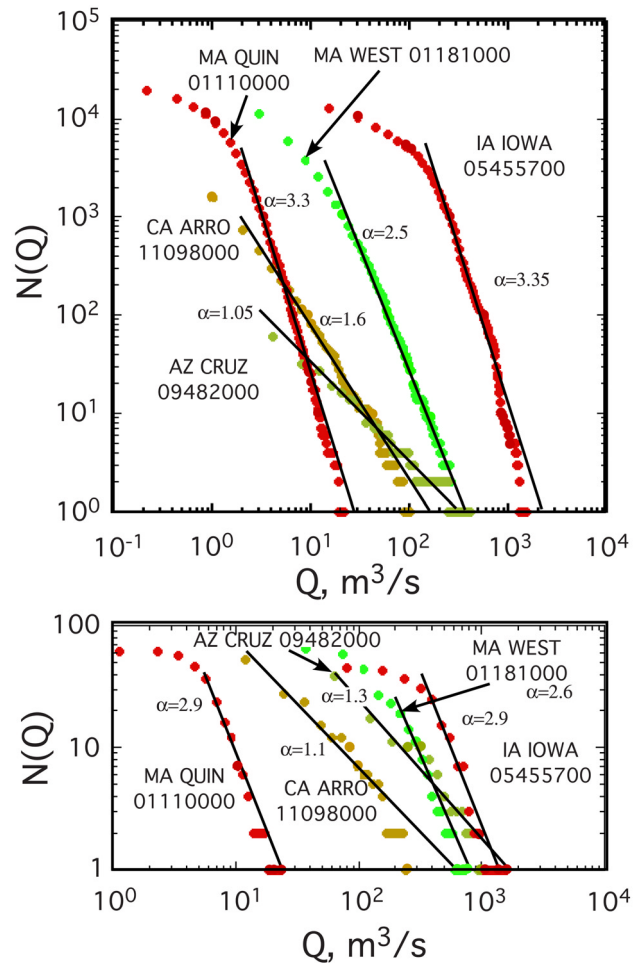 10^5
MA QUIN
01110000
MA WEST 01181000
10^4
IA IOWA
05455700
10^3
α=3.3
CA ARRO
11098000
α=2.5
N(Q)
α=3.35
10^2
α=1.05
α=1.6
AZ CRUZ
09482000
10^1
10^0
10^-1
10^0
10^1
10^2
10^3
10^4
Q, m^3/s
100
AZ CRUZ 09482000
MA WEST
01181000
α=2.6
α=2.9
α=1.3
α=2.9
N(Q)
10
α=1.1
MA QUIN
01110000
CA ARRO
11098000
IA IOWA
05455700
1
10^0
10^1
10^2
10^3
10^4
Q, m^3/s